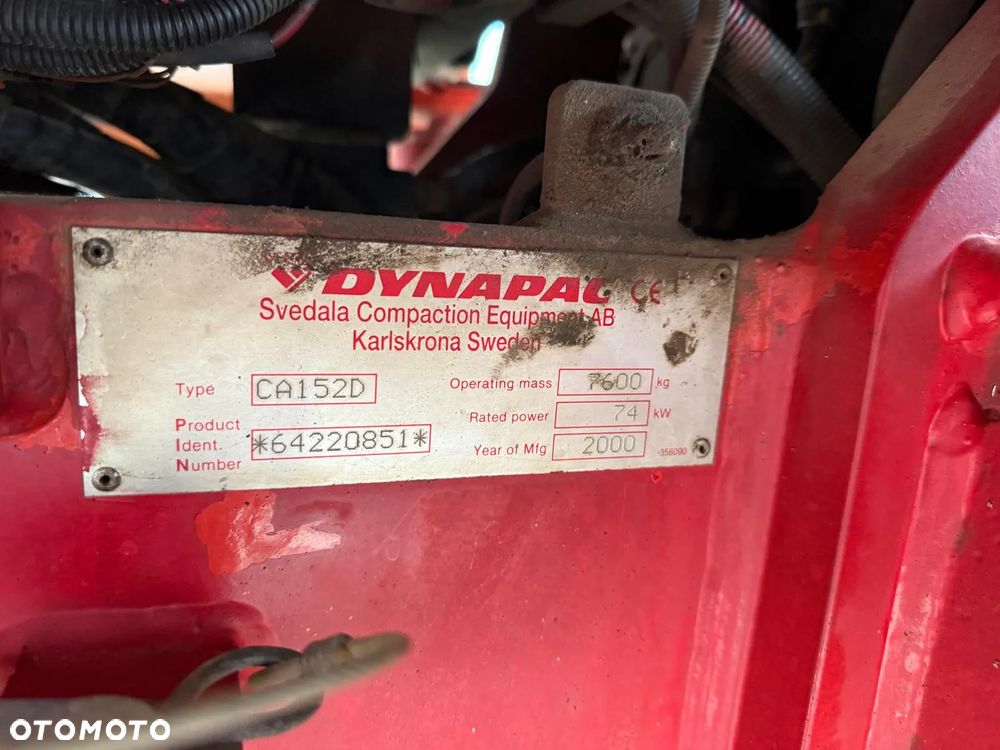 DYNAPAC CE
Svedala Compaction Equipment AB
Karlskrona Sweden
Type CA152D
Product
Ident. *64220851*
Number
Operating mass 7600 kg
Rated power 74 kW
Year of Mfg 2000
358090
OTOMOTO